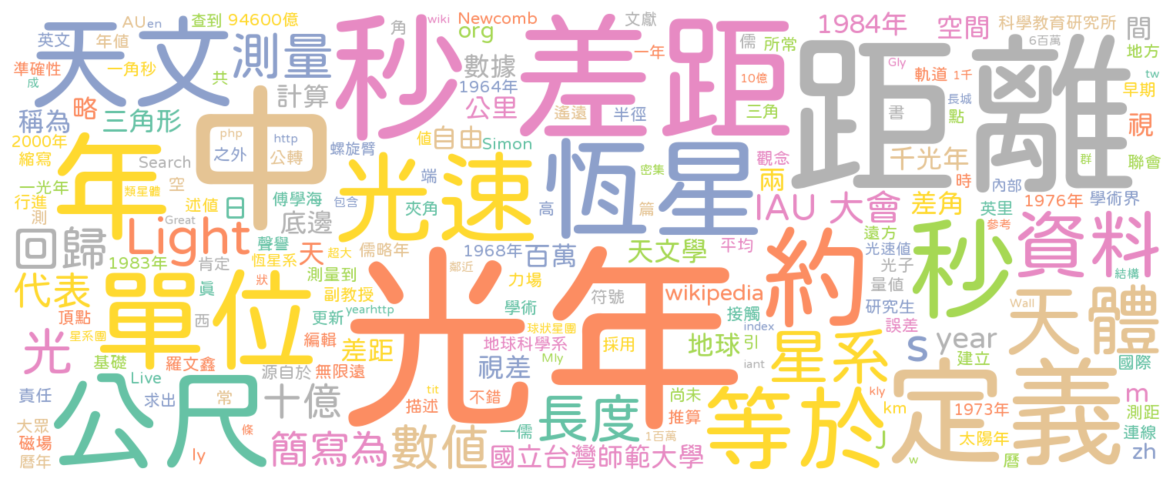 AU en 查到 94600億 角 wiki Newcomb 文獻 一年 1984年 空間 科學教育研究所 間
英文 年值 天文 測量 秒差距 org 儒 所常 距離 6百萬 地方
準確性 一角秒 成 共 數據 10億 Gly 軌道 1千 tw
略 計算 1964年 公里 遙遠 半徑 三角 書 長城 早期
稱為 三角形 中 php http 值 自由 點 視
2000年 Search 之外 公轉 螺旋臂 Simon 恆星 密集 觀念 千光年 聯會
縮寫 年 光速 端 兩 時 內部 群
一光年 類星體 空 述值 傅學海 夾角 包含 高 篇 IAU 大會 差角 英里 1976年 學術界
行進 測 Great 日 底邊 遠方 秒 資料 參考
回歸 Light 聲譽 天 儒略年 1968年 百萬 天文學 平均 約 光速值
1983年 肯定 恆星系 超大 鄰近 力場 光子 結構
代表 單位 狀 測量到 光年 符號 wikipedia 量值 天體
頂點 真 西 副教授 yearhttp 學術 接觸 研究生 Wall
光 星系團 更新 球狀星團 index 誤差
基礎 羅文鑫 編輯 差距 地球科學系 採用 地球 引 星系 s year 國際
Live 源自於 無限遠 視差 Mly iant 建立
責任 公尺 求出 常 十億 tit 描述 不錯 尚未 推算 等於 kly 定義 m
大眾 長度 km 1973年 測距
磁場 條 簡寫為 數值 一儒 1百萬 J 太陽年 連線
曆年 ly 國立台灣師範大學 w 曆 zh